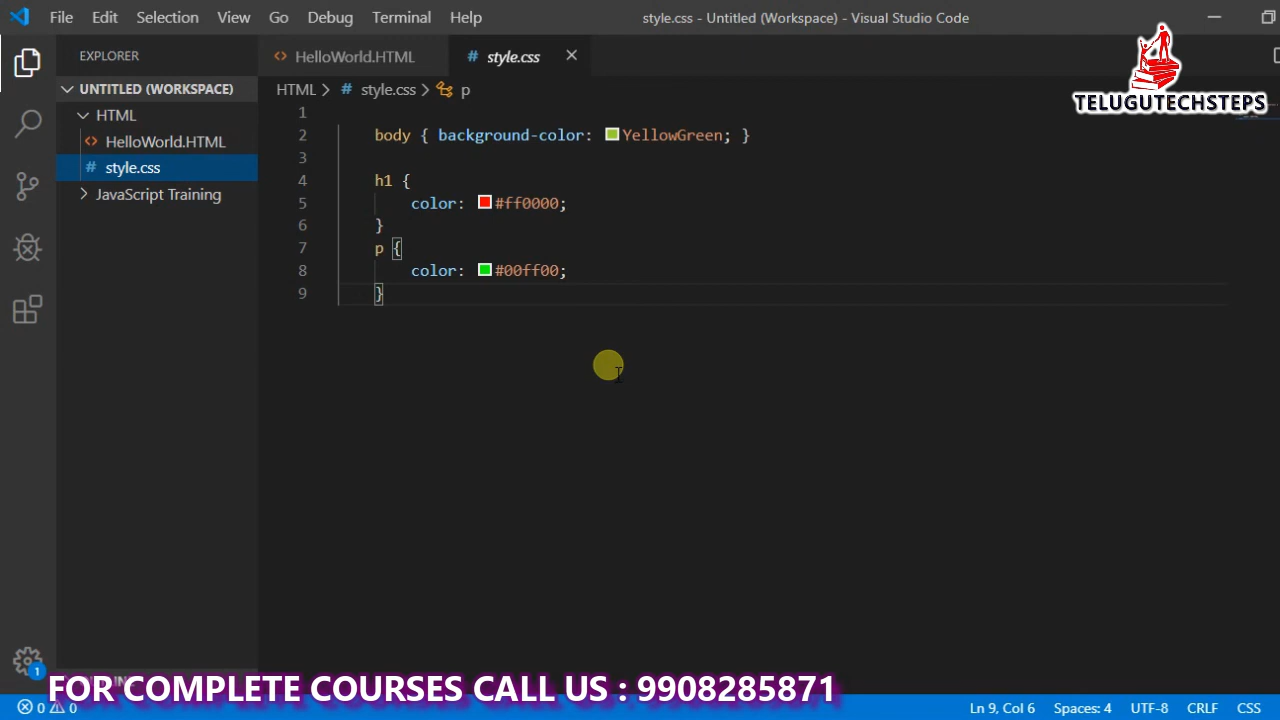 File Edit Selection View Go Debug Terminal Help
style.css - Untitled (Workspace) - Visual Studio Code
TELUGUTECHSTEPS
EXPLORER
UNTITLED (WORKSPACE)
HTML
HelloWorld.HTML
style.css
JavaScript Training
HelloWorld.HTML style.css
HTML > style.css > p
1
2 body { background-color: YellowGreen; }
3
4 h1 {
5 color: #ff0000;
6 }
7 p {
8 color: #00ff00;
9 }
1
FOR COMPLETE COURSES CALL US : 9908285871
0 0 Ln 9, Col 6 Spaces: 4 UTF-8 CRLF CSS